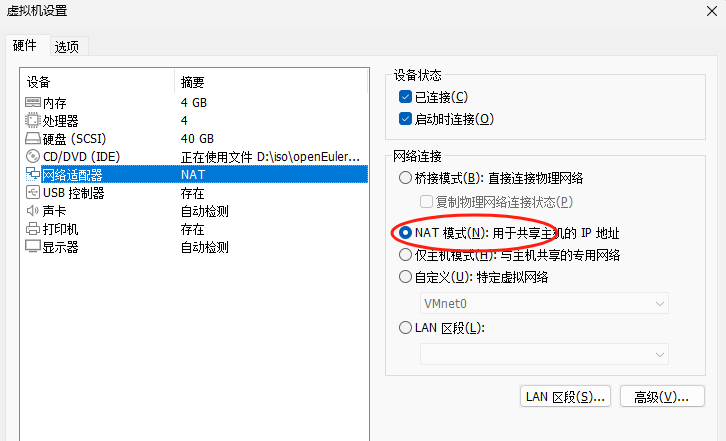 虚拟机设置
硬件 选项
设备 摘要
内存 4 GB
处理器 4
硬盘 (SCSI) 40 GB
CD/DVD (IDE) 正在使用文件 D:\iso\openEuler...
网络适配器 NAT
USB 控制器 存在
声卡 自动检测
打印机 存在
显示器 自动检测
设备状态
已连接(C)
启动时连接(O)
网络连接
桥接模式(B): 直接连接物理网络
复制物理网络连接状态(P)
NAT 模式(N): 用于共享主机的 IP 地址
仅主机模式(H): 与主机共享的专用网络
自定义(U): 特定虚拟网络
VMnet0
LAN 区段(L):
LAN 区段(S)... 高级(V)...